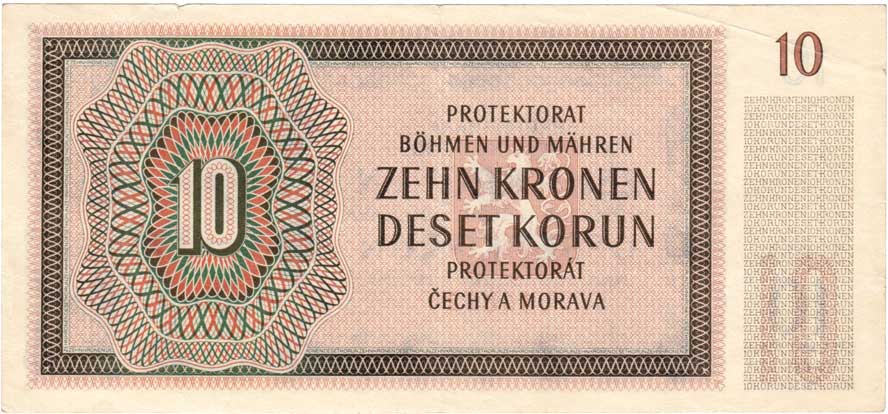 10
PROTEKTORAT
BÖHMEN UND MÄHREN
ZEHN KRONEN
DESET KORUN
PROTEKTORÁT
ČECHY A MORAVA
10